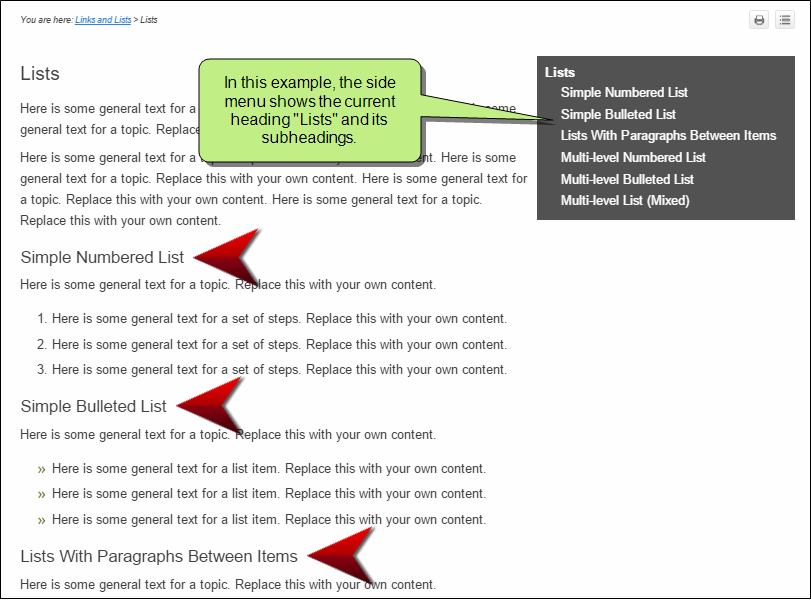 You are here: Links and Lists > Lists
Lists
Here is some general text for a
some
general text for a topic. Replace
Here is some general text for a content. Here is some
general text for a topic. Replace this with your own content. Here is some general text for
a topic. Replace this with your own content. Here is some general text for a topic.
Replace this with your own content.
In this example, the side
menu shows the current
heading "Lists" and its
subheadings.
Lists
Simple Numbered List
Simple Bulleted List
Lists With Paragraphs Between Items
Multi-level Numbered List
Multi-level Bulleted List
Multi-level List (Mixed)
Simple Numbered List
Here is some general text for a topic. Replace this with your own content.
1. Here is some general text for a set of steps. Replace this with your own content.
2. Here is some general text for a set of steps. Replace this with your own content.
3. Here is some general text for a set of steps. Replace this with your own content.
Simple Bulleted List
Here is some general text for a topic. Replace this with your own content.
» Here is some general text for a list item. Replace this with your own content.
» Here is some general text for a list item. Replace this with your own content.
» Here is some general text for a list item. Replace this with your own content.
Lists With Paragraphs Between Items
Here is some general text for a topic. Replace this with your own content.